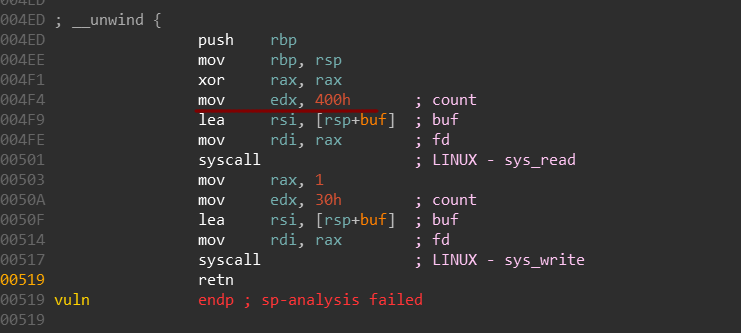 004ED
004ED ; __unwind {
004ED push rbp
004EE mov rbp, rsp
004F1 xor rax, rax
004F4 mov edx, 400h ; count
004F9 lea rsi, [rsp+buf] ; buf
004FE mov rdi, rax ; fd
00501 syscall ; LINUX - sys_read
00503 mov rax, 1
0050A mov edx, 30h ; count
0050F lea rsi, [rsp+buf] ; buf
00514 mov rdi, rax ; fd
00517 syscall ; LINUX - sys_write
00519 retn
00519 vuln endp ; sp-analysis failed
00519